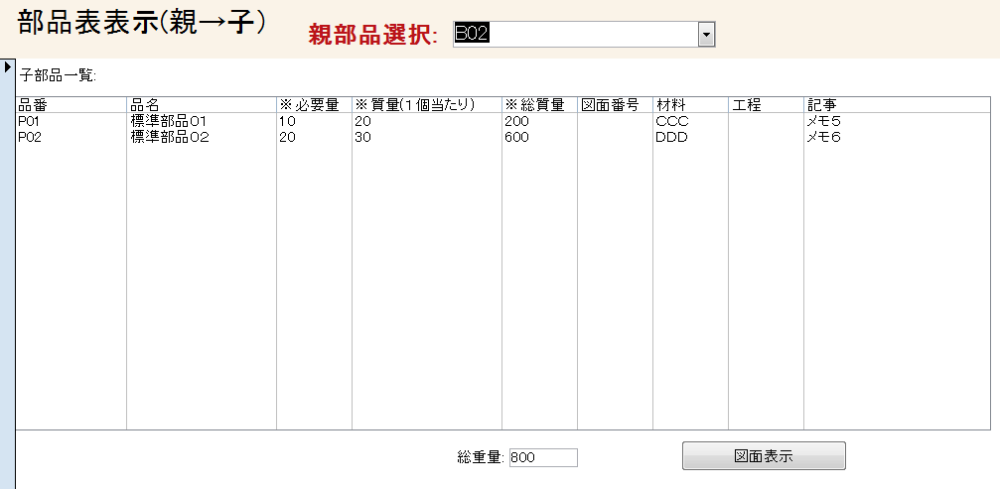 部品表表示(親→子)
親部品選択: B02
子部品一覧:
品番 品名 ※必要量 ※質量(１個当たり) ※総質量 図面番号 材料 工程 記事
P01 標準部品０１ 10 20 200 CCC メモ５
P02 標準部品０２ 20 30 600 DDD メモ６
総重量: 800 図面表示